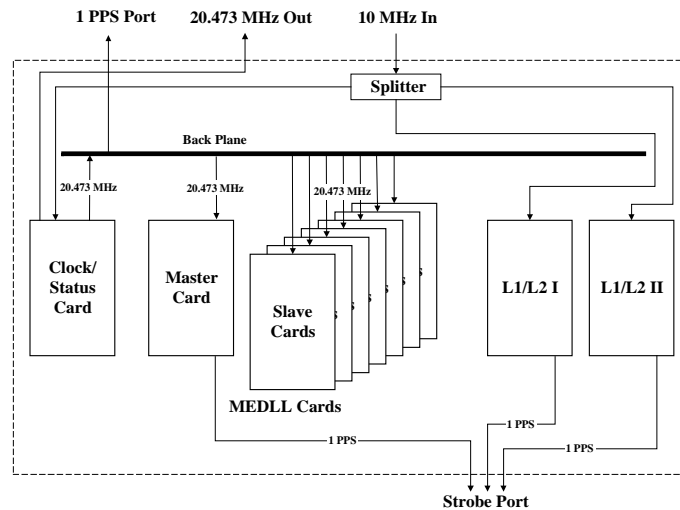 1 PPS Port
20.473 MHz Out
10 MHz In
Splitter
Back Plane
20.473 MHz
20.473 MHz
20.473 MHz
Clock/
Status
Card
Master
Card
Slave
Cards
s
s
s
s
s
L1/L2 I
L1/L2 II
MEDLL Cards
1 PPS
1 PPS
1 PPS
Strobe Port